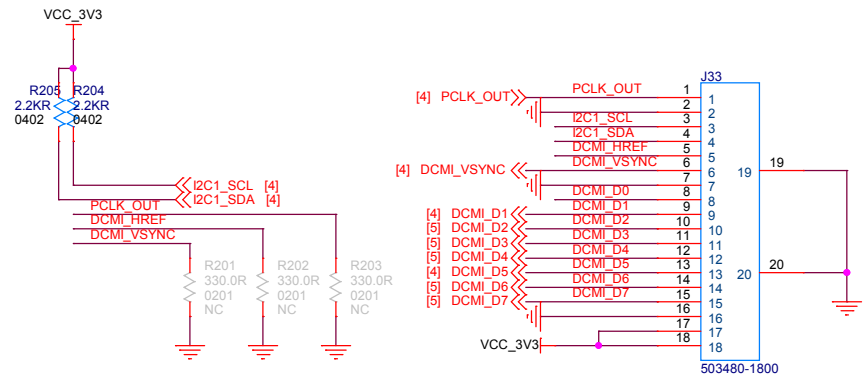 VCC_3V3
R205 R204
2.2KR 2.2KR
0402 0402
I2C1_SCL [4]
I2C1_SDA [4]
PCLK_OUT
DCMI_HREF
DCMI_VSYNC
R201
330.0R
0201
NC
R202
330.0R
0201
NC
R203
330.0R
0201
NC
J33
[4] PCLK_OUT PCLK_OUT 1 1
2 2
I2C1_SCL 3 3
I2C1_SDA 4 4
DCMI_HREF 5 5
[4] DCMI_VSYNC DCMI_VSYNC 6 6
7 7
DCMI_D0 8 8
[4] DCMI_D1 DCMI_D1 9 9
[5] DCMI_D2 DCMI_D2 10 10
[5] DCMI_D3 DCMI_D3 11 11
[5] DCMI_D4 DCMI_D4 12 12
[4] DCMI_D5 DCMI_D5 13 13
[5] DCMI_D6 DCMI_D6 14 14
[5] DCMI_D7 DCMI_D7 15 15
16 16
17 17
VCC_3V3 18 18
19 19
20 20
503480-1800